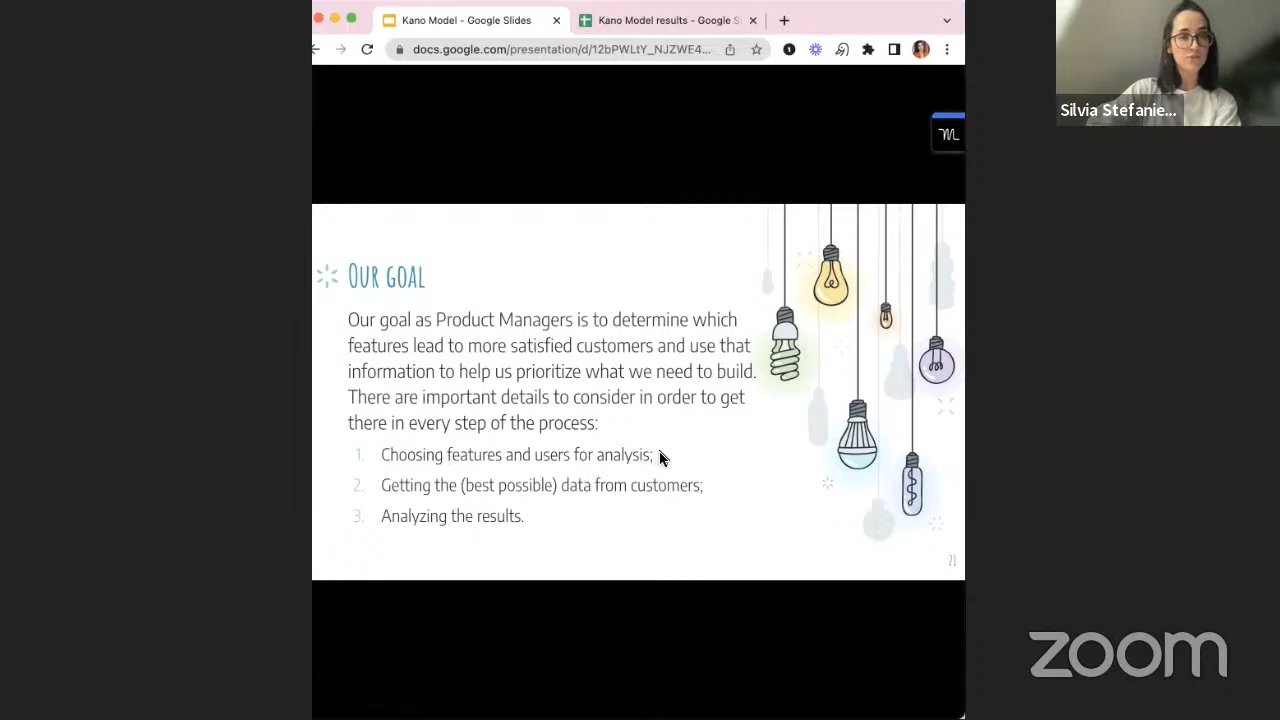 Kano Model - Google Slides
Kano Model results - Google S
docs.google.com/presentation/d/12bPWLtY_NJZWE4...
Silvia Stefanie...
OUR GOAL
Our goal as Product Managers is to determine which
features lead to more satisfied customers and use that
information to help us prioritize what we need to build.
There are important details to consider in order to get
there in every step of the process:
1. Choosing features and users for analysis;
2. Getting the (best possible) data from customers;
3. Analyzing the results.
21
zoom